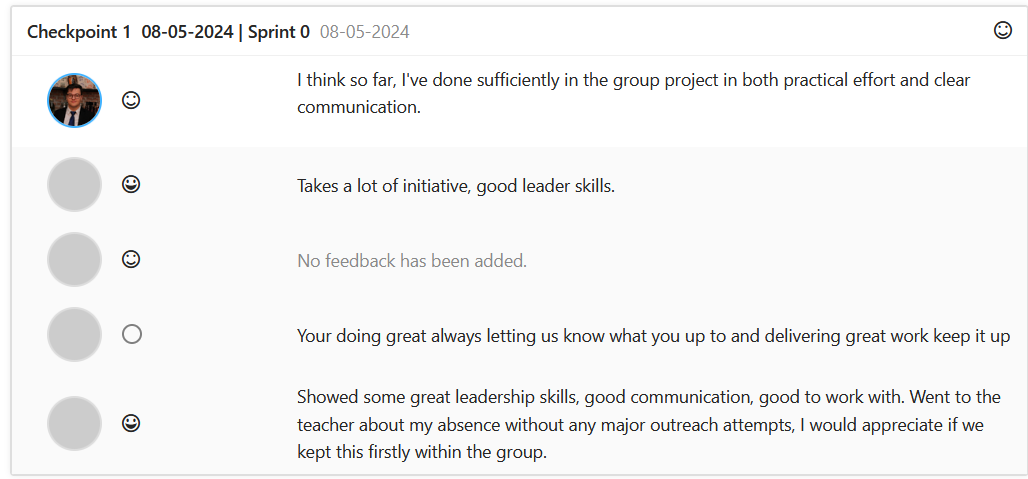 Checkpoint 1 08-05-2024 | Sprint 0 08-05-2024
I think so far, I've done sufficiently in the group project in both practical effort and clear
communication.
Takes a lot of initiative, good leader skills.
No feedback has been added.
Your doing great always letting us know what you up to and delivering great work keep it up
Showed some great leadership skills, good communication, good to work with. Went to the
teacher about my absence without any major outreach attempts, I would appreciate if we
kept this firstly within the group.